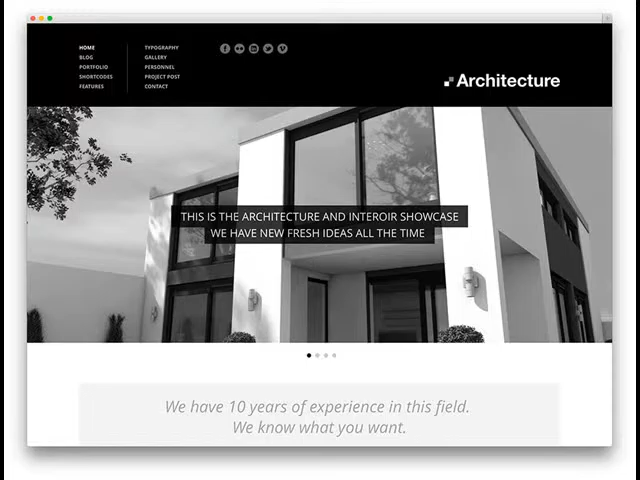 HOME
BLOG
PORTFOLIO
SHORTCODES
FEATURES
TYPOGRAPHY
GALLERY
PERSONNEL
PROJECT POST
CONTACT
Architecture
THIS IS THE ARCHITECTURE AND INTEROIR SHOWCASE
WE HAVE NEW FRESH IDEAS ALL THE TIME
We have 10 years of experience in this field.
We know what you want.